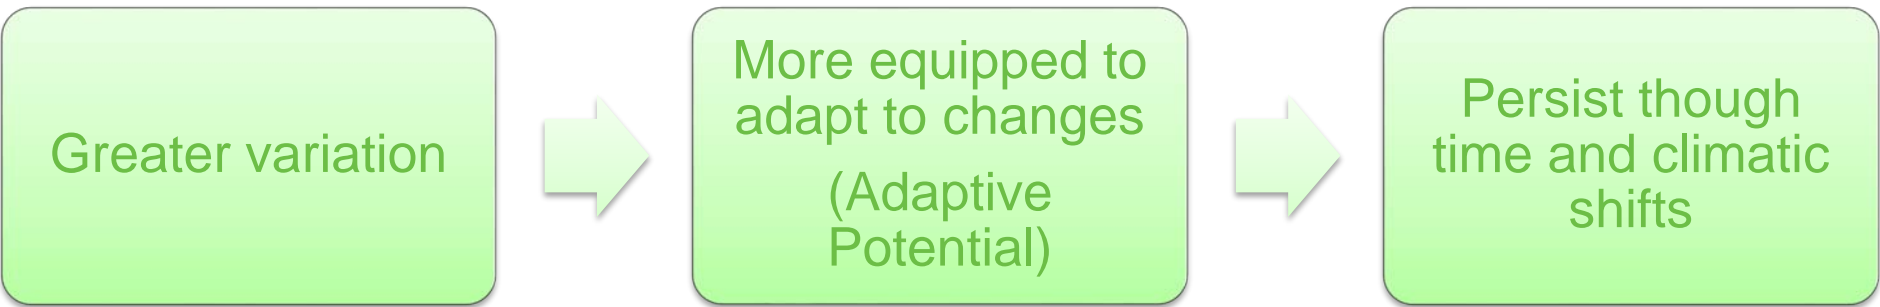 Greater variation
More equipped to
adapt to changes
(Adaptive
Potential)
Persist though
time and climatic
shifts